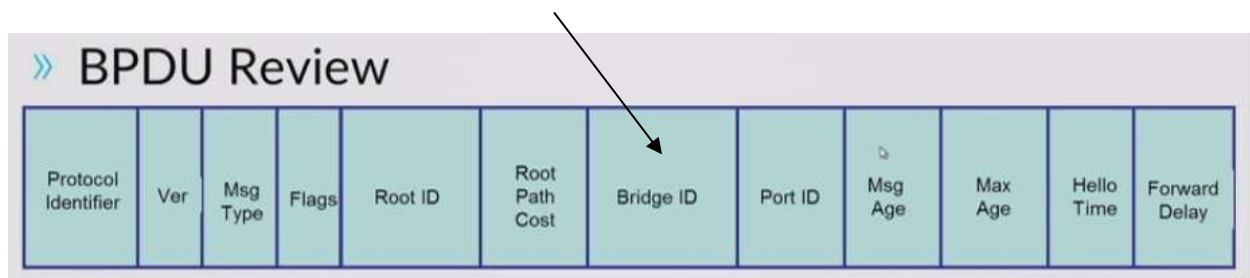 » BPDU Review
Protocol
Identifier
Ver
Msg
Type
Flags
Root ID
Root
Path
Cost
Bridge ID
Port ID
Msg
Age
Max
Age
Hello
Time
Forward
Delay